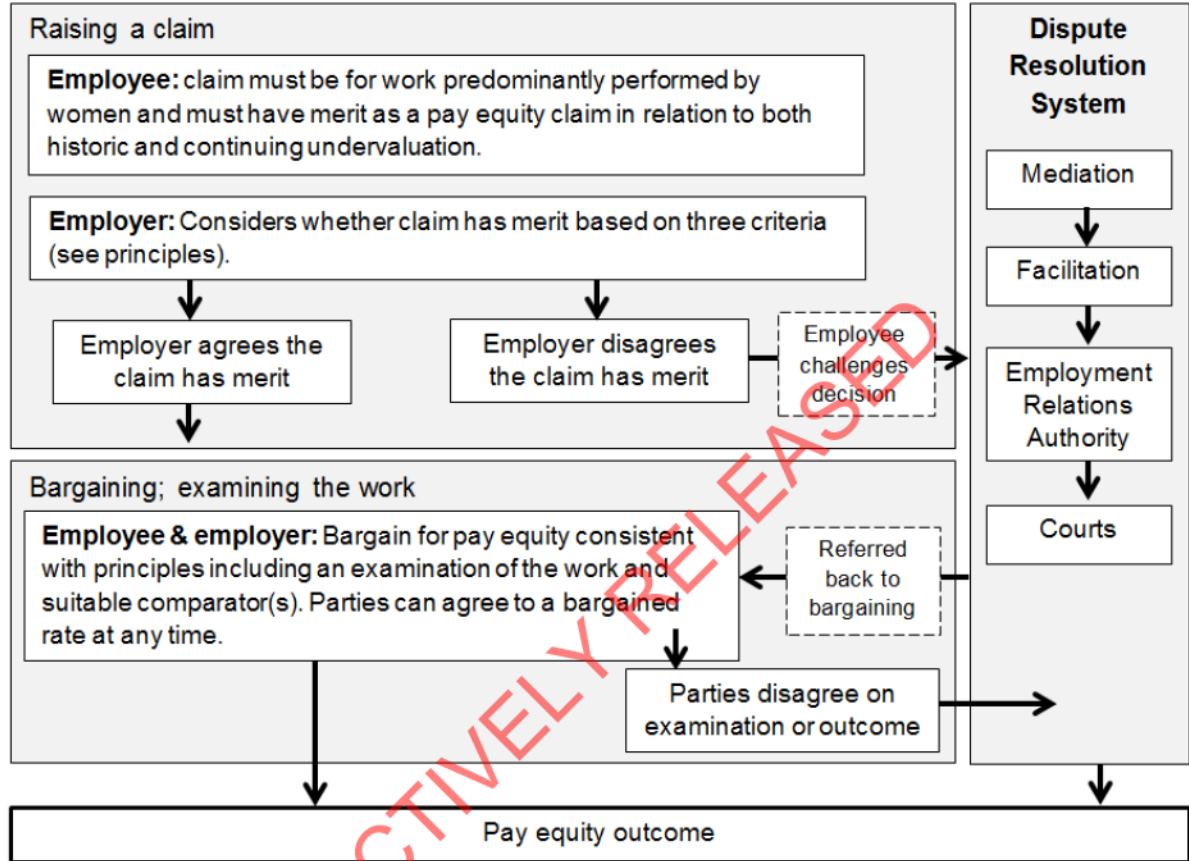 Raising a claim
Employee: claim must be for work predominantly performed by
women and must have merit as a pay equity claim in relation to both
historic and continuing undervaluation.
Employer: Considers whether claim has merit based on three criteria
(see principles).
Employer agrees the
claim has merit
Employer disagrees
the claim has merit
Employee
challenges
decision
Bargaining; examining the work
Employee & employer: Bargain for pay equity consistent
with principles including an examination of the work and
suitable comparator(s). Parties can agree to a bargained
rate at any time.
Referred
back to
bargaining
Parties disagree on
examination or outcome
Dispute
Resolution
System
Mediation
Facilitation
Employment
Relations
Authority
Courts
Pay equity outcome
CTIVELY RELEASED